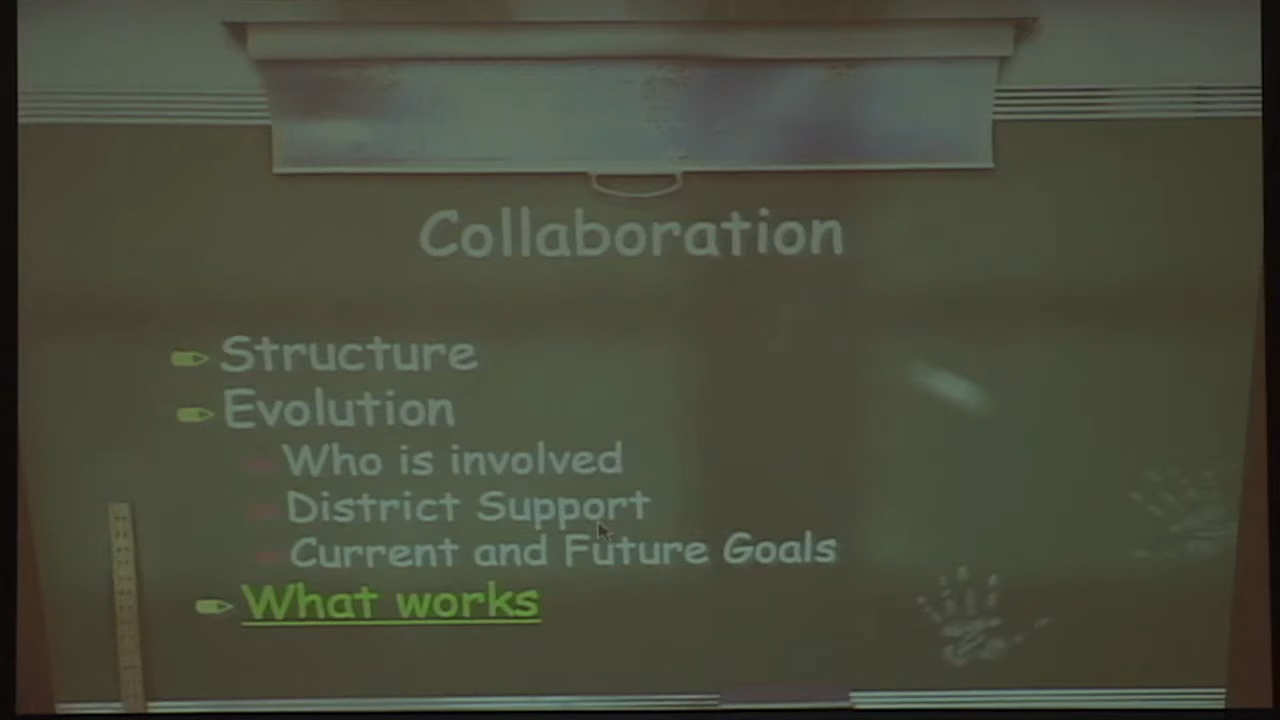 Collaboration
Structure
Evolution
Who is involved
District Support
Current and Future Goals
What works